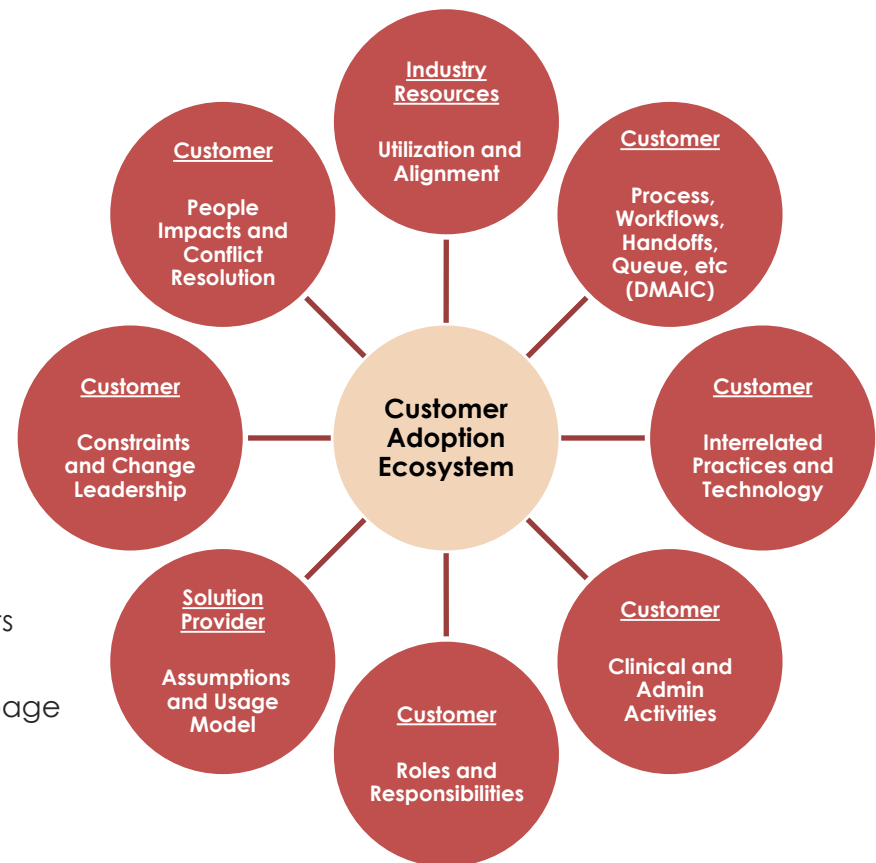 Industry
Resources
Utilization and
Alignment
Customer
Process,
Workflows,
Handoffs,
Queue, etc
(DMAIC)
Customer
Interrelated
Practices and
Technology
Customer
Clinical and
Admin
Activities
Customer
Roles and
Responsibilities
Solution
Provider
Assumptions
and Usage
Model
Customer
Constraints
and Change
Leadership
Customer
People
Impacts and
Conflict
Resolution
Customer
Adoption
Ecosystem